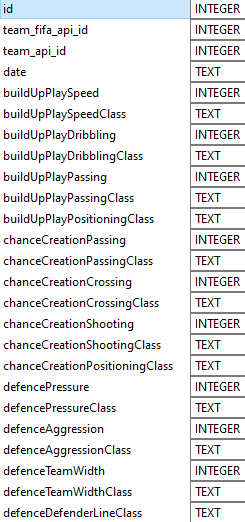 id INTEGER
team_fifa_api_id INTEGER
team_api_id INTEGER
date TEXT
buildUpPlaySpeed INTEGER
buildUpPlaySpeedClass TEXT
buildUpPlayDribbling INTEGER
buildUpPlayDribblingClass TEXT
buildUpPlayPassing INTEGER
buildUpPlayPassingClass TEXT
buildUpPlayPositioningClass TEXT
chanceCreationPassing INTEGER
chanceCreationPassingClass TEXT
chanceCreationCrossing INTEGER
chanceCreationCrossingClass TEXT
chanceCreationShooting INTEGER
chanceCreationShootingClass TEXT
chanceCreationPositioningClass TEXT
defencePressure INTEGER
defencePressureClass TEXT
defenceAggression INTEGER
defenceAggressionClass TEXT
defenceTeamWidth INTEGER
defenceTeamWidthClass TEXT
defenceDefenderLineClass TEXT